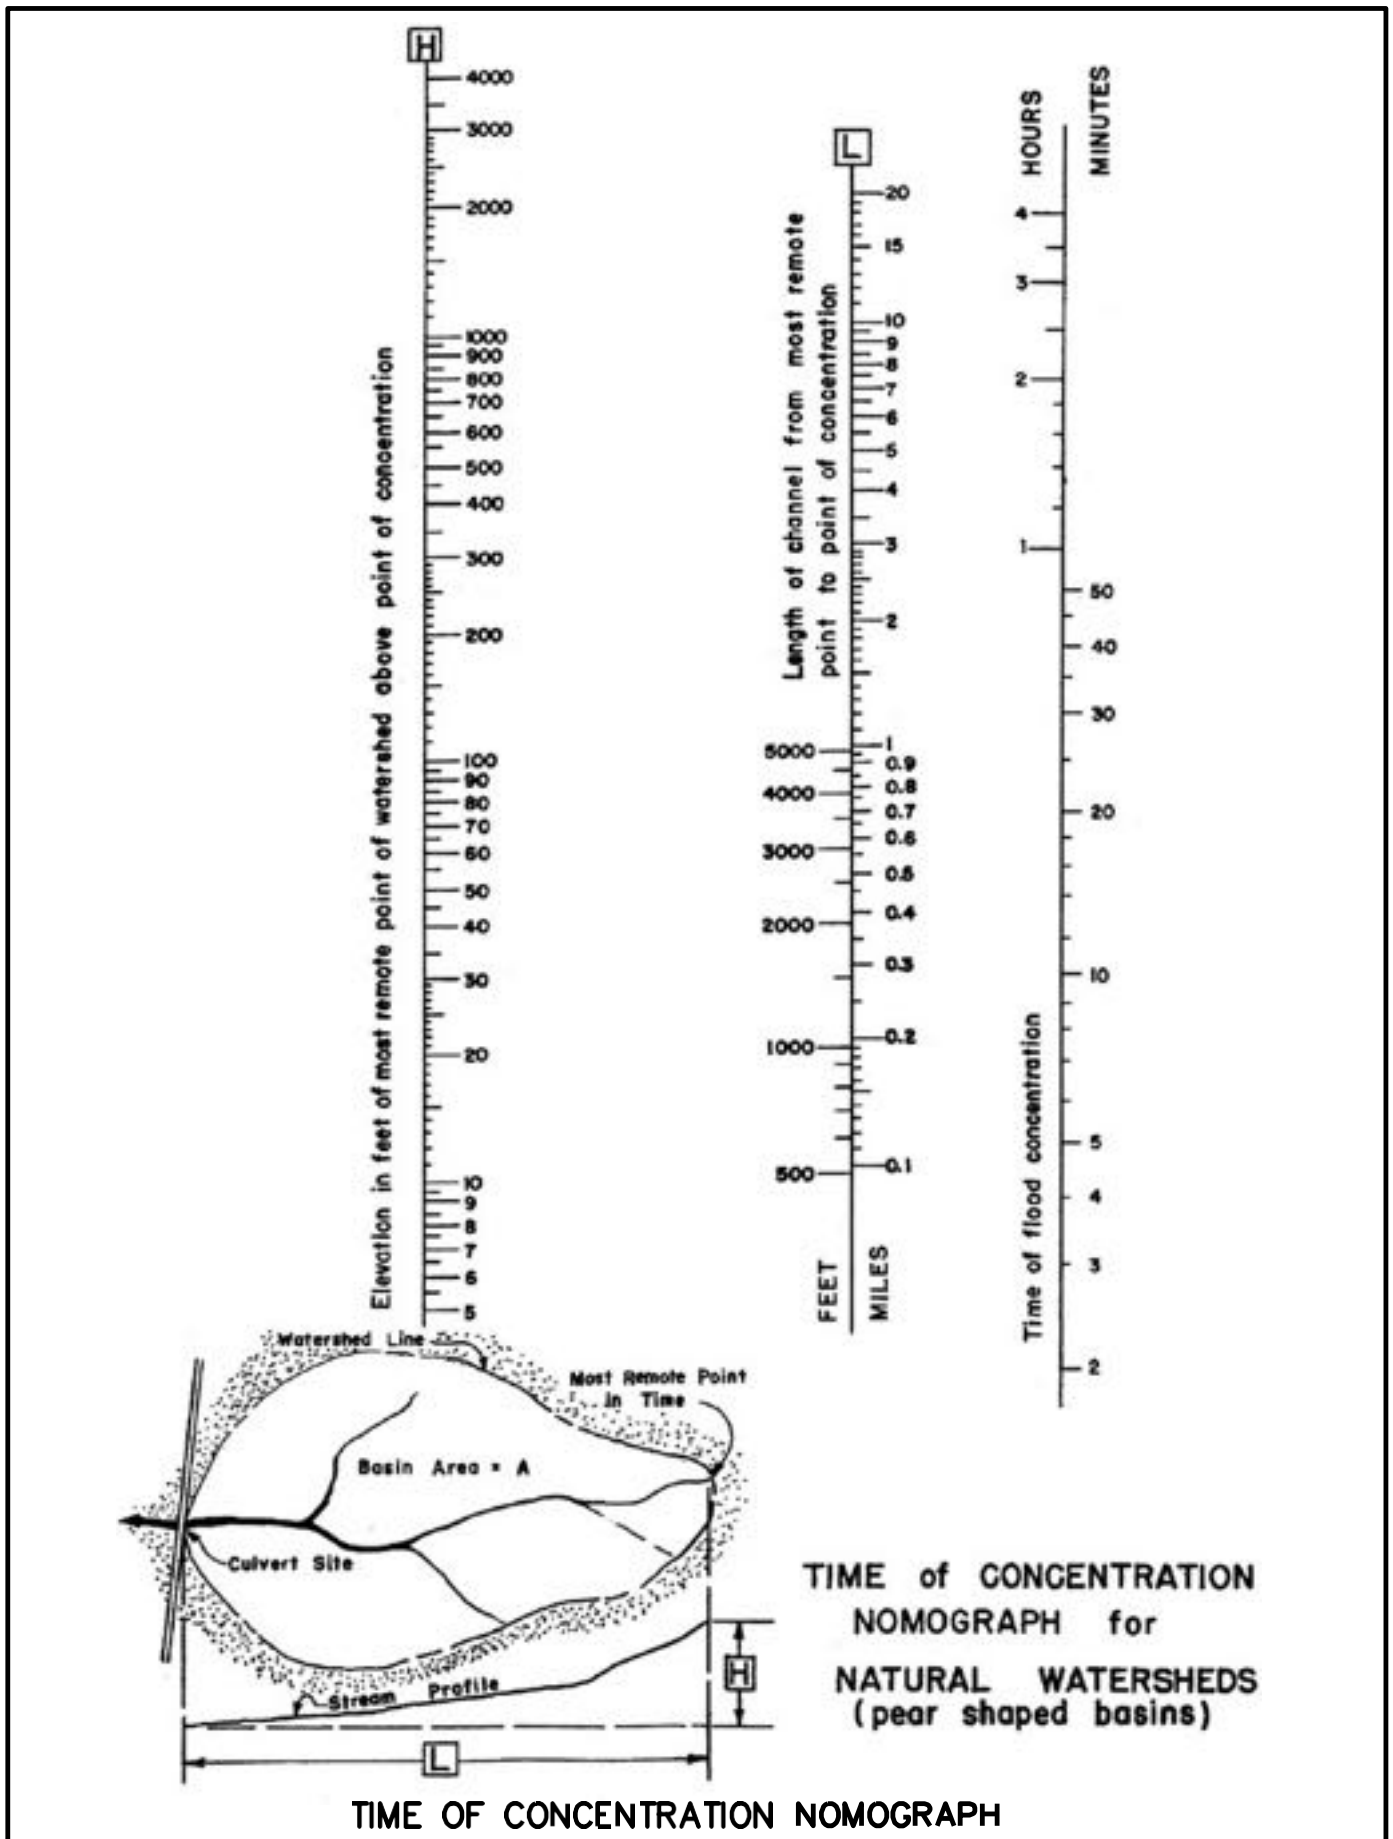 H
4000
3000
2000
1000
900
800
700
600
500
400
300
200
100
90
80
70
60
50
40
30
20
10
9
8
7
6
5
Elevation in feet of most remote point of watershed above point of concentration
L
20
15
10
9
8
7
6
5
4
3
2
1
0.9
0.8
0.7
0.6
0.5
0.4
0.3
0.2
0.1
5000
4000
3000
2000
1000
500
FEET
MILES
Length of channel from most remote
point to point of concentration
HOURS
MINUTES
4
3
2
1
50
40
30
20
10
5
4
3
2
Time of flood concentration
Watershed Line
Most Remote Point
in Time
Basin Area = A
Culvert Site
Stream Profile
H
L
TIME of CONCENTRATION
NOMOGRAPH for
NATURAL WATERSHEDS
(pear shaped basins)
TIME OF CONCENTRATION NOMOGRAPH